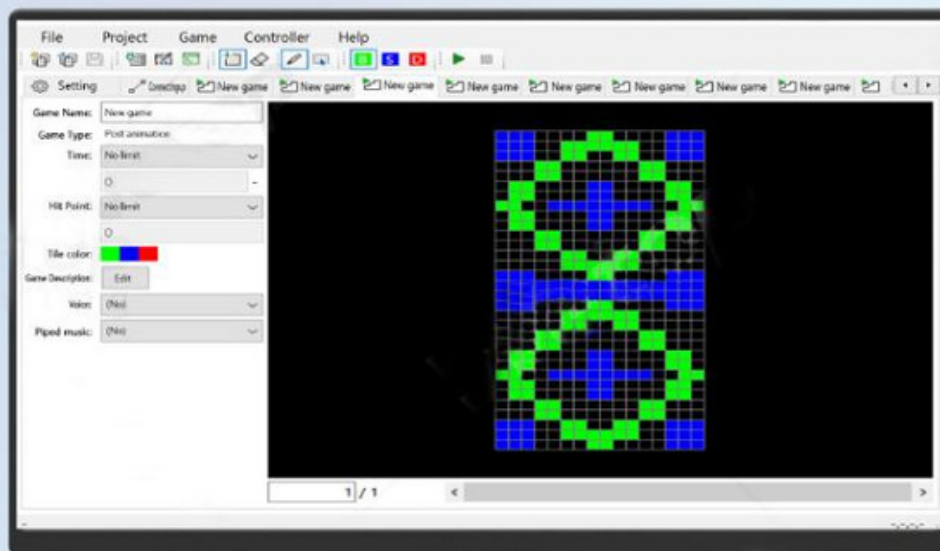 File Project Game Controller Help
S
Setting New game New game New game New game New game New game New game New game
Game Name: New game
Game Type: Post animation
Time: No limit
0
Hit Point: No limit
0
Tile color:
Game Description: Edit
Voice: (No)
Piped music: (No)
1 / 1